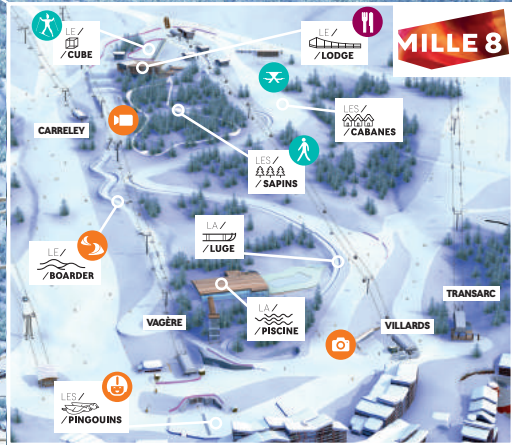 LE /
/ CUBE
LE /
/ LODGE
MILLE 8
LES /
/ CABANES
CARRELEY
LES /
/ SAPINS
LA /
/ LUGE
LE /
/ BOARDER
TRANSARC
LA /
/ PISCINE
VAGÈRE
VILLARDS
LES /
/ PINGOUINS